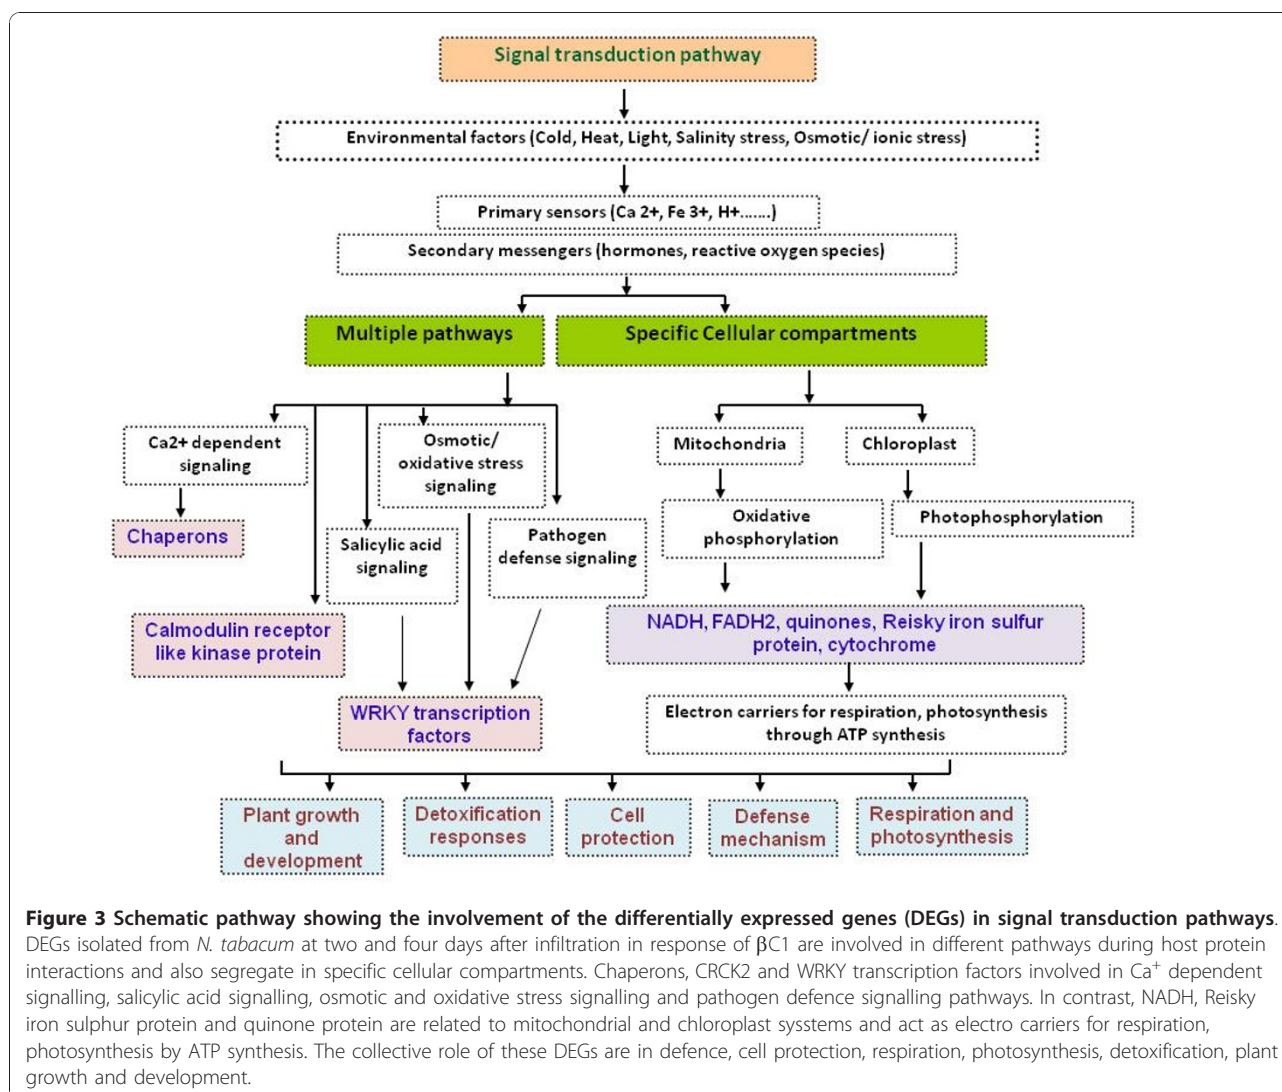 Signal transduction pathway
Environmental factors (Cold, Heat, Light, Salinity stress, Osmotic/ ionic stress)
Primary sensors (Ca 2+, Fe 3+, H+.......)
Secondary messengers (hormones, reactive oxygen species)
Multiple pathways
Specific Cellular compartments
Ca2+ dependent
signaling
Osmotic/
oxidative stress
signaling
Mitochondria
Chloroplast
Chaperons
Salicylic acid
signaling
Pathogen
defense signaling
Oxidative
phosphorylation
Photophosphorylation
Calmodulin receptor
like kinase protein
NADH, FADH2, quinones, Reisky iron sulfur
protein, cytochrome
WRKY transcription
factors
Electron carriers for respiration, photosynthesis
through ATP synthesis
Plant growth
and
development
Detoxification
responses
Cell
protection
Defense
mechanism
Respiration and
photosynthesis
Figure 3 Schematic pathway showing the involvement of the differentially expressed genes (DEGs) in signal transduction pathways.
DEGs isolated from N. tabacum at two and four days after infiltration in response of βC1 are involved in different pathways during host protein
interactions and also segregate in specific cellular compartments. Chaperons, CRCK2 and WRKY transcription factors involved in Ca⁺ dependent
signalling, salicylic acid signalling, osmotic and oxidative stress signalling and pathogen defence signalling pathways. In contrast, NADH, Reisky
iron sulphur protein and quinone protein are related to mitochondrial and chloroplast sysstems and act as electro carriers for respiration,
photosynthesis by ATP synthesis. The collective role of these DEGs are in defence, cell protection, respiration, photosynthesis, detoxification, plant
growth and development.